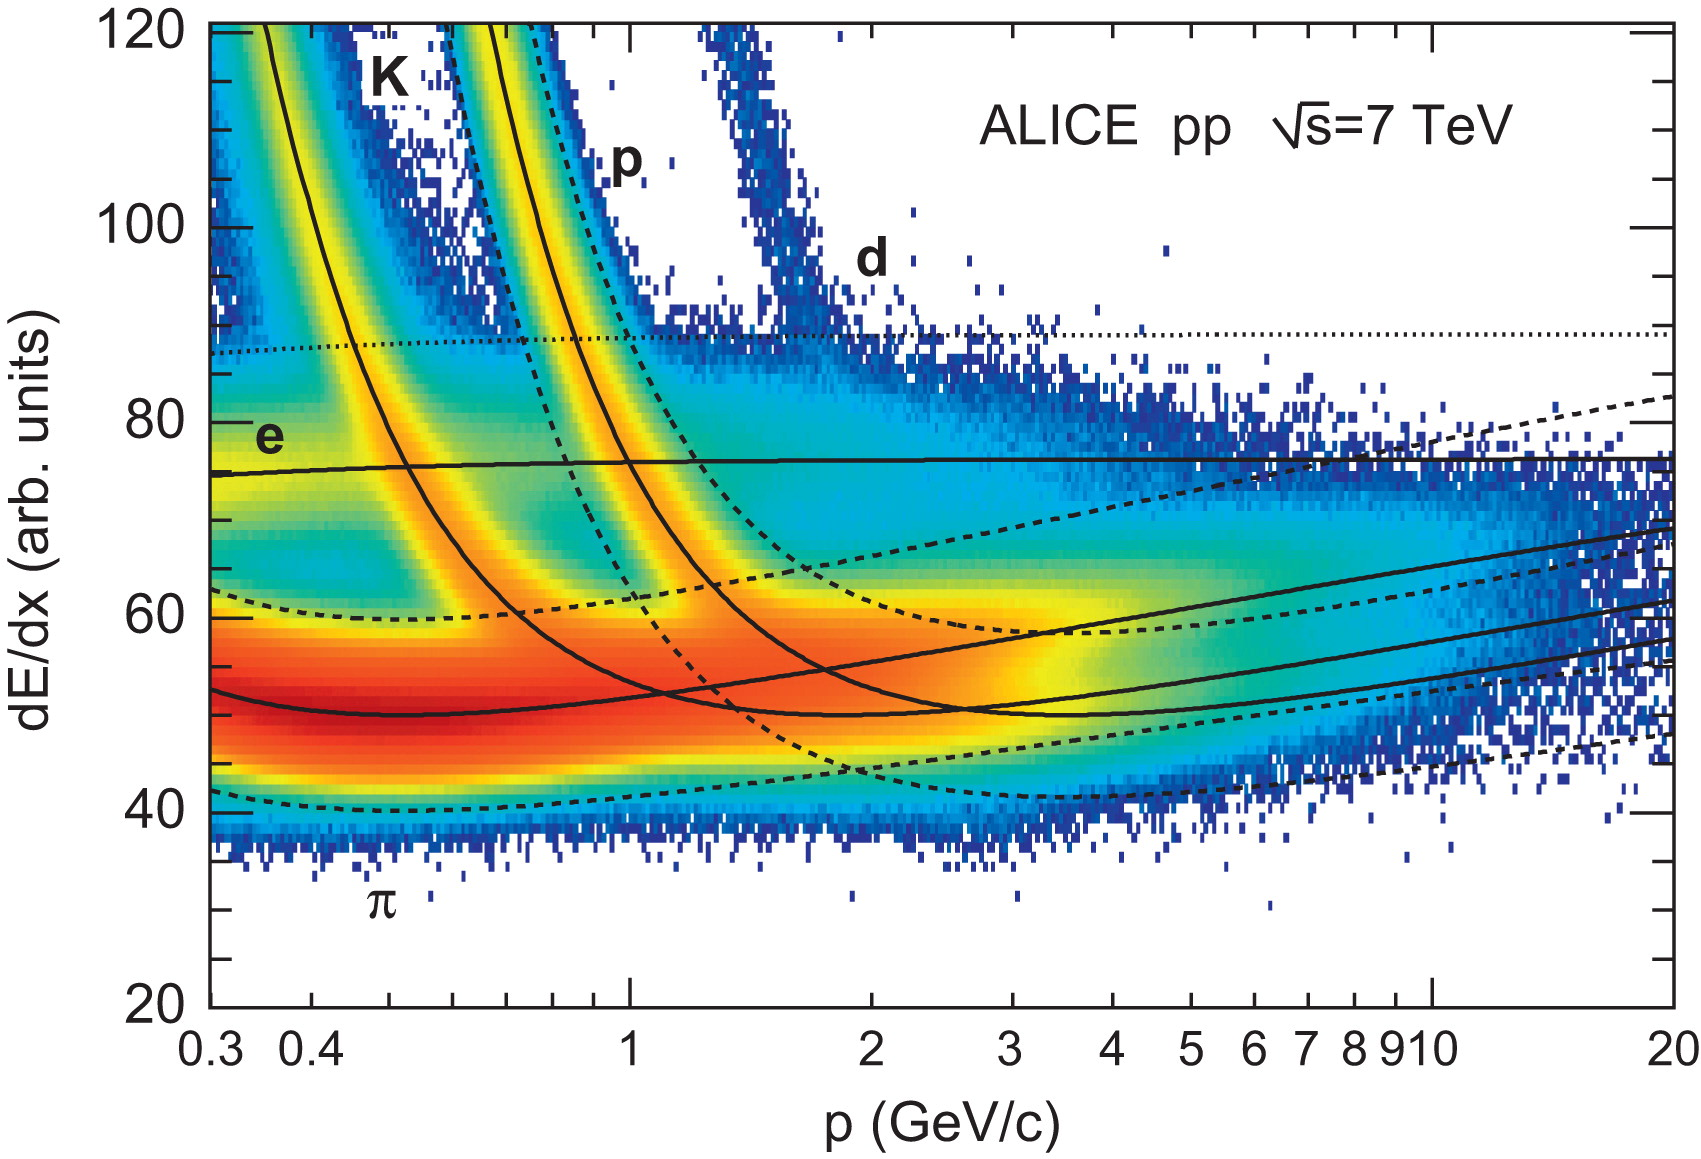 120
100
80
60
40
20
dE/dx (arb. units)
K
p
d
e
π
ALICE pp √s=7 TeV
0.3 0.4 1 2 3 4 5 6 7 8 9 10 20
p (GeV/c)